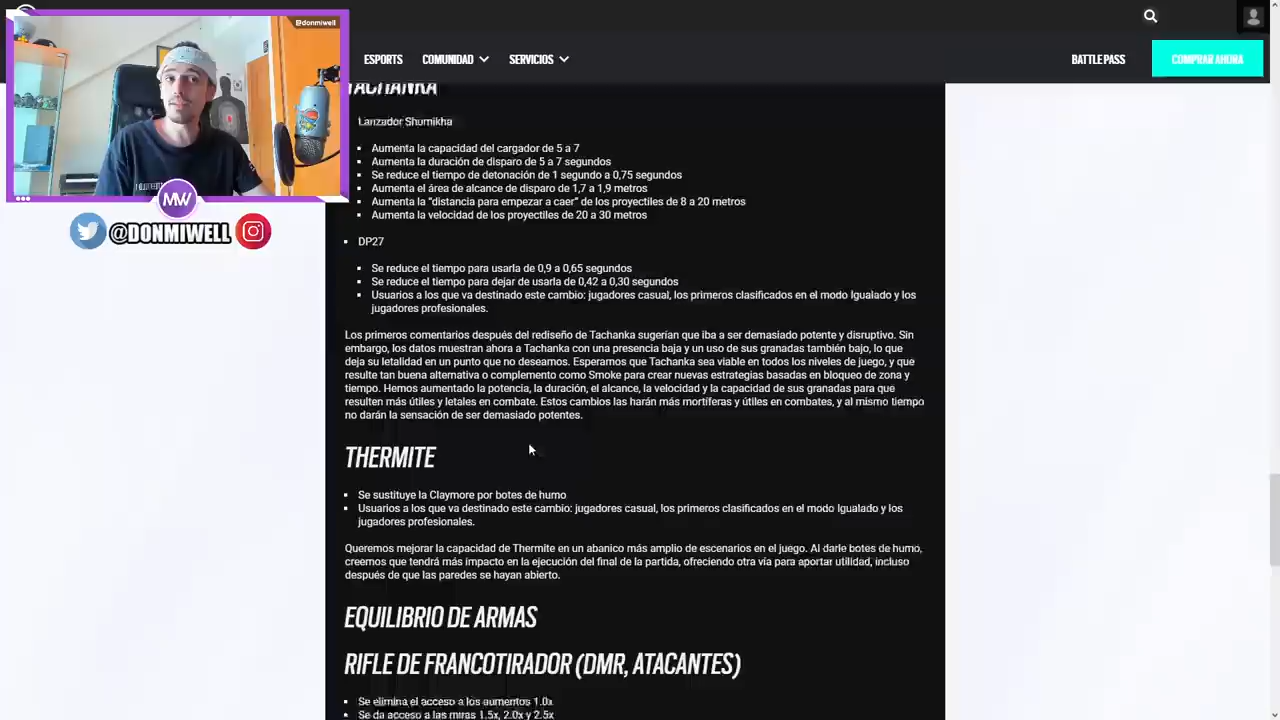 @donmiwell
ESPORTS
COMUNIDAD
SERVICIOS
BATTLE PASS
COMPRAR AHORA
MW
@DONMIWELL
TACHANKA
Lanzador Shumikha
Aumenta la capacidad del cargador de 5 a 7
Aumenta la duración de disparo de 5 a 7 segundos
Se reduce el tiempo de detonación de 1 segundo a 0,75 segundos
Aumenta el área de alcance de disparo de 1,7 a 1,9 metros
Aumenta la "distancia para empezar a caer" de los proyectiles de 8 a 20 metros
Aumenta la velocidad de los proyectiles de 20 a 30 metros
DP27
Se reduce el tiempo para usarla de 0,9 a 0,65 segundos
Se reduce el tiempo para dejar de usarla de 0,42 a 0,30 segundos
Usuarios a los que va destinado este cambio: jugadores casual, los primeros clasificados en el modo Igualado y los
jugadores profesionales.
Los primeros comentarios después del rediseño de Tachanka sugerían que iba a ser demasiado potente y disruptivo. Sin
embargo, los datos muestran ahora a Tachanka con una presencia baja y un uso de sus granadas también bajo, lo que
deja su letalidad en un punto que no deseamos. Esperamos que Tachanka sea viable en todos los niveles de juego, y que
resulte tan buena alternativa o complemento como Smoke para crear nuevas estrategias basadas en bloqueo de zona y
tiempo. Hemos aumentado la potencia, la duración, el alcance, la velocidad y la capacidad de sus granadas para que
resulten más útiles y letales en combate. Estos cambios las harán más mortíferas y útiles en combates, y al mismo tiempo
no darán la sensación de ser demasiado potentes.
THERMITE
Se sustituye la Claymore por botes de humo
Usuarios a los que va destinado este cambio: jugadores casual, los primeros clasificados en el modo Igualado y los
jugadores profesionales.
Queremos mejorar la capacidad de Thermite en un abanico más amplio de escenarios en el juego. Al darle botes de humo,
creemos que tendrá más impacto en la ejecución del final de la partida, ofreciendo otra vía para aportar utilidad, incluso
después de que las paredes se hayan abierto.
EQUILIBRIO DE ARMAS
RIFLE DE FRANCOTIRADOR (DMR, ATACANTES)
Se elimina el acceso a los aumentos 1.0x
Se da acceso a las miras 1.5x, 2.0x y 2.5x